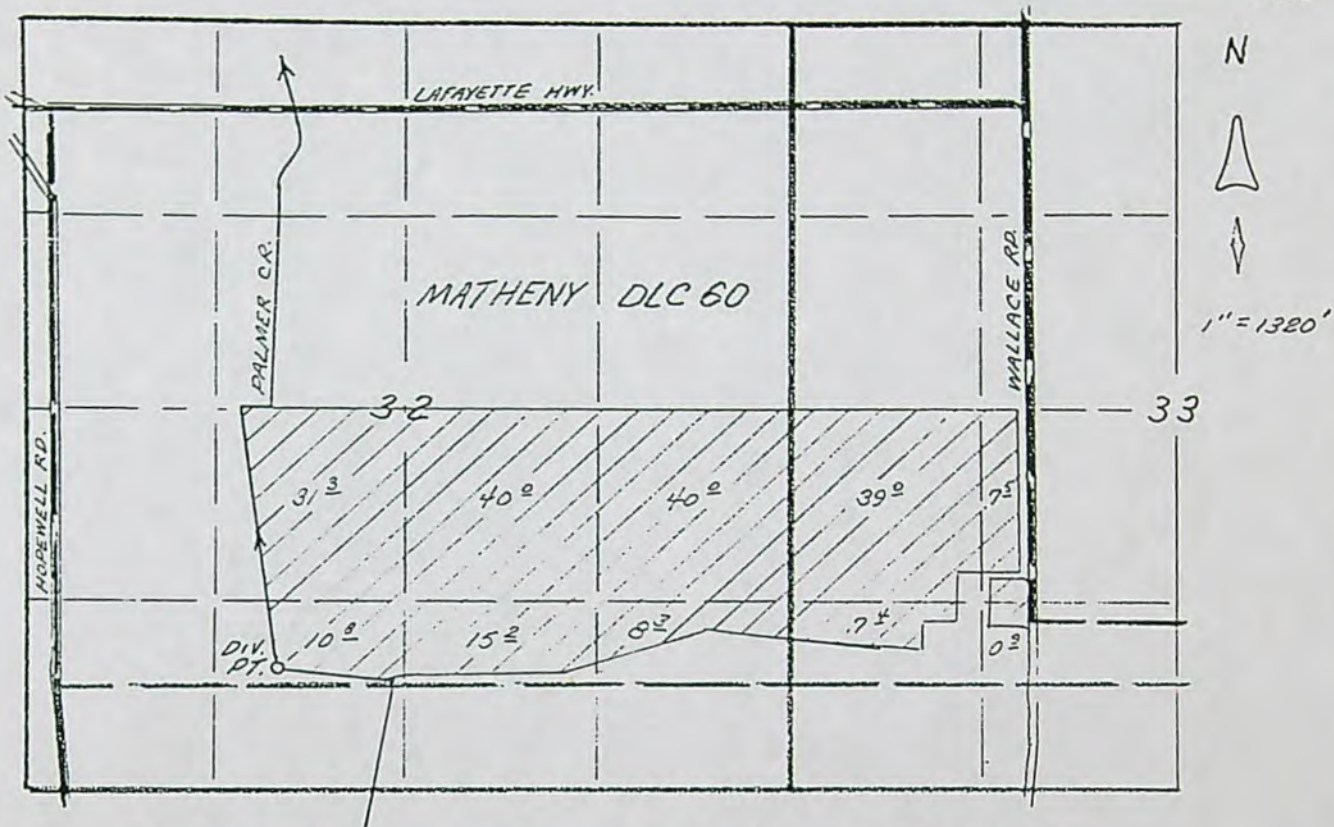 N
LAFAYETTE HWY.
PALMER CR.
MATHENY DLC 60
WALLACE RD.
1" = 1320'
32
33
HOPEWELL RD.
31 3
40 0
40 0
39 0
7 5
10 8
15 2
8 3
7 4
0 9
DIV.
PT.